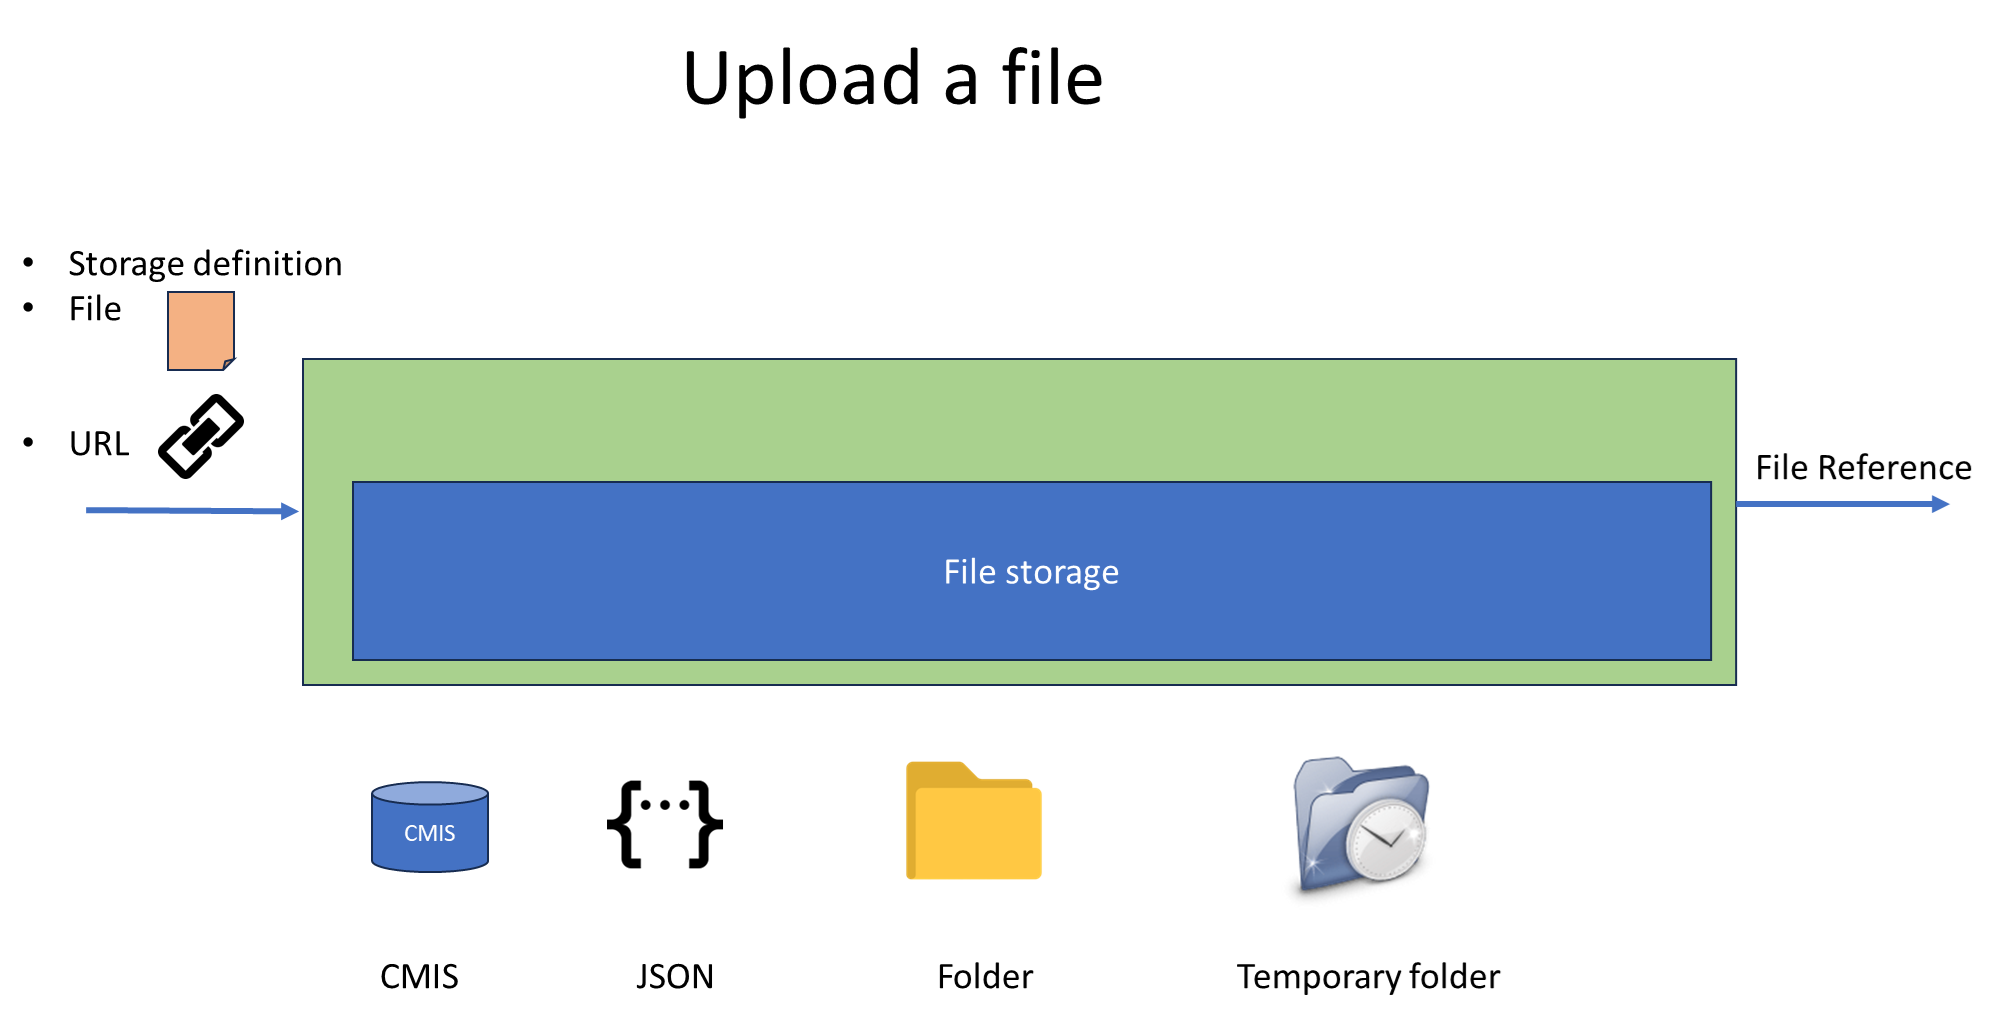 Upload a file
• Storage definition
• File
• URL
File Reference
File storage
CMIS
{···}
CMIS
JSON
Folder
Temporary folder